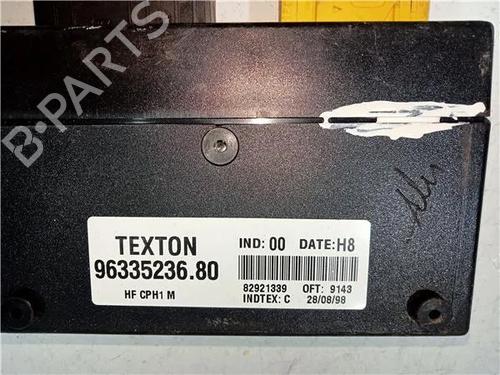 B-PARTS
TEXTON
96335236.80
HF CPH1 M
IND: 00 DATE: H8
82921339 OFT: 9143
INDTEX: C 28/08/98